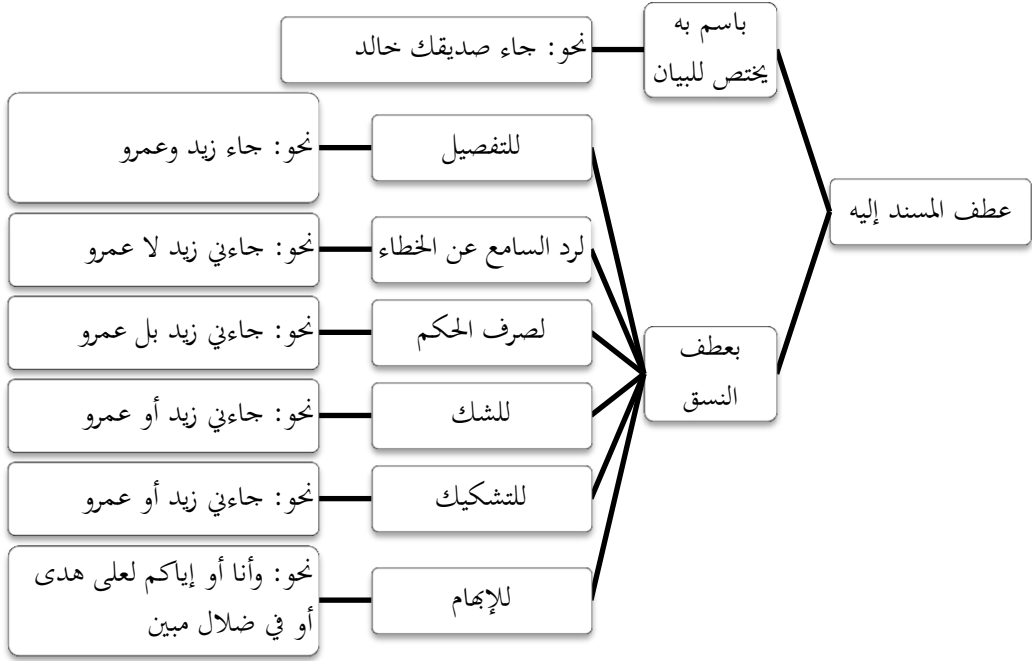 عطف المسند إليه
باسم به
يختص للبيان
نحو: جاء صديقك خالد
بعطف
النسق
للتفصيل
نحو: جاء زيد وعمرو
لرد السامع عن الخطاء
نحو: جاءني زيد لا عمرو
لصرف الحكم
نحو: جاءني زيد بل عمرو
للشك
نحو: جاءني زيد أو عمرو
للتشكيك
نحو: جاءني زيد أو عمرو
للإبهام
نحو: وأنا أو إياكم لعلى هدى
أو في ضلال مبين